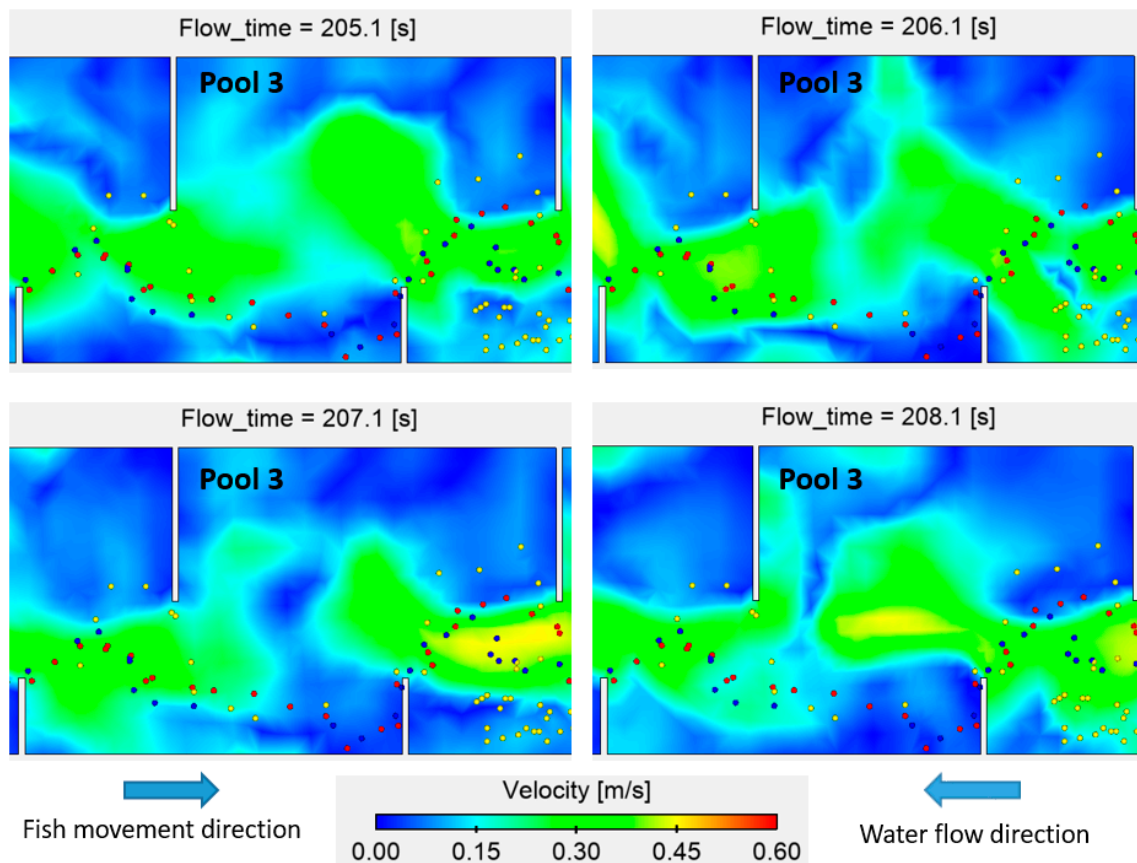 Flow_time = 205.1 [s]
Pool 3
Flow_time = 206.1 [s]
Pool 3
Flow_time = 207.1 [s]
Pool 3
Flow_time = 208.1 [s]
Pool 3
Fish movement direction
Velocity [m/s]
0.00 0.15 0.30 0.45 0.60
Water flow direction